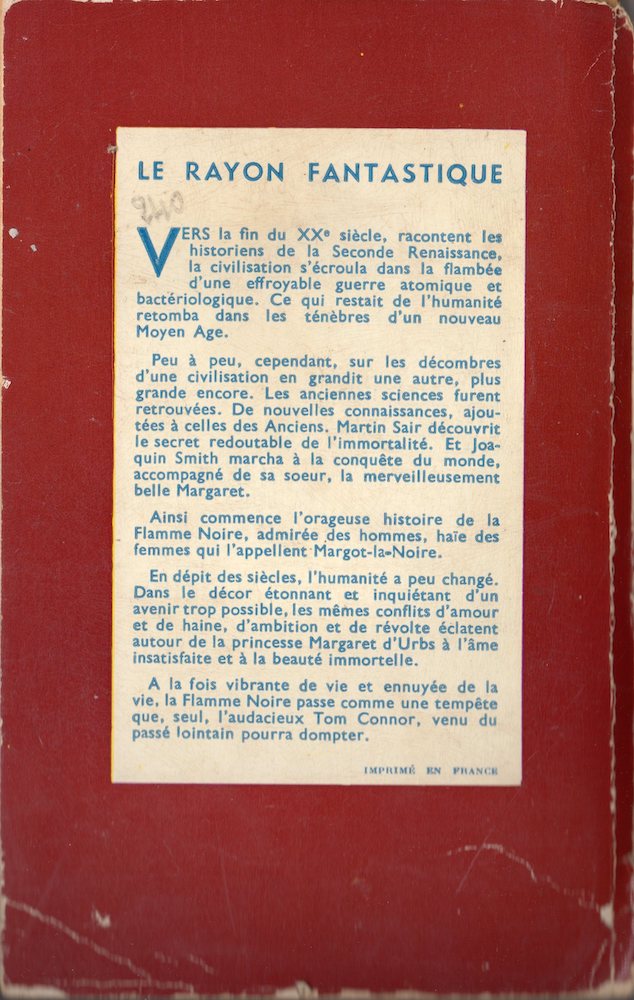 LE RAYON FANTASTIQUE
VERS la fin du XXe siècle, racontent les
historiens de la Seconde Renaissance,
la civilisation s'écroula dans la flambée
d'une effroyable guerre atomique et
bactériologique. Ce qui restait de l'humanité
retomba dans les ténèbres d'un nouveau
Moyen Age.
Peu à peu, cependant, sur les décombres
d'une civilisation en grandit une autre, plus
grande encore. Les anciennes sciences furent
retrouvées. De nouvelles connaissances, ajou-
tées à celles des Anciens. Martin Sair découvrit
le secret redoutable de l'immortalité. Et Joa-
quin Smith marcha à la conquête du monde,
accompagné de sa soeur, la merveilleusement
belle Margaret.
Ainsi commence l'orageuse histoire de la
Flamme Noire, admirée des hommes, haïe des
femmes qui l'appellent Margot-la-Noire.
En dépit des siècles, l'humanité a peu changé.
Dans le décor étonnant et inquiétant d'un
avenir trop possible, les mêmes conflits d'amour
et de haine, d'ambition et de révolte éclatent
autour de la princesse Margaret d'Urbs à l'âme
insatisfaite et à la beauté immortelle.
A la fois vibrante de vie et ennuyée de la
vie, la Flamme Noire passe comme une tempête
que, seul, l'audacieux Tom Connor, venu du
passé lointain pourra dompter.
IMPRIMÉ EN FRANCE